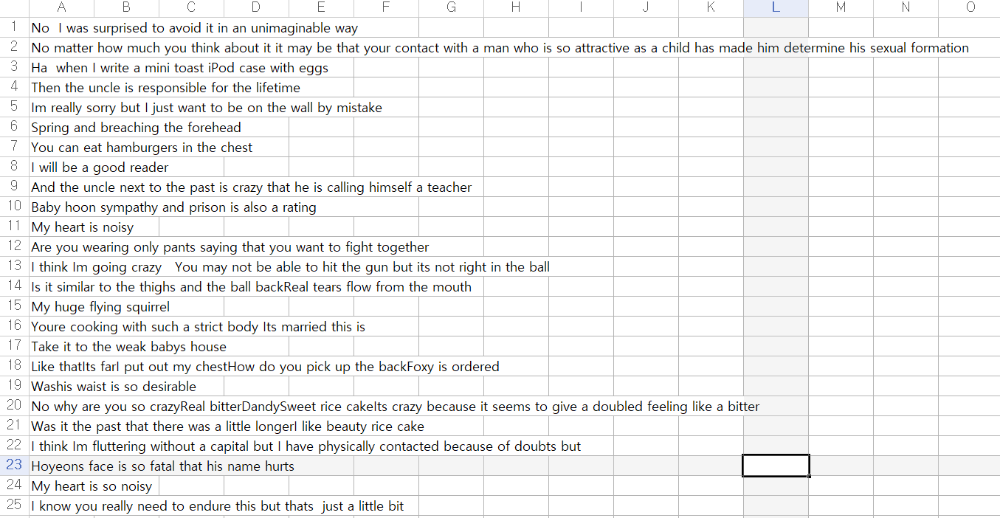 A B C D E F G H I J K L M N O
1 No  I was surprised to avoid it in an unimaginable way
2 No matter how much you think about it it may be that your contact with a man who is so attractive as a child has made him determine his sexual formation
3 Ha  when I write a mini toast iPod case with eggs
4 Then the uncle is responsible for the lifetime
5 Im really sorry but I just want to be on the wall by mistake
6 Spring and breaching the forehead
7 You can eat hamburgers in the chest
8 I will be a good reader
9 And the uncle next to the past is crazy that he is calling himself a teacher
10 Baby hoon sympathy and prison is also a rating
11 My heart is noisy
12 Are you wearing only pants saying that you want to fight together
13 I think Im going crazy   You may not be able to hit the gun but its not right in the ball
14 Is it similar to the thighs and the ball backReal tears flow from the mouth
15 My huge flying squirrel
16 Youre cooking with such a strict body Its married this is
17 Take it to the weak babys house
18 Like thatIts farI put out my chestHow do you pick up the backFoxy is ordered
19 Washis waist is so desirable
20 No why are you so crazyReal bitterDandySweet rice cakeIts crazy because it seems to give a doubled feeling like a bitter
21 Was it the past that there was a little longerI like beauty rice cake
22 I think Im fluttering without a capital but I have physically contacted because of doubts but
23 Hoyeons face is so fatal that his name hurts
24 My heart is so noisy
25 I know you really need to endure this but thats  just a little bit